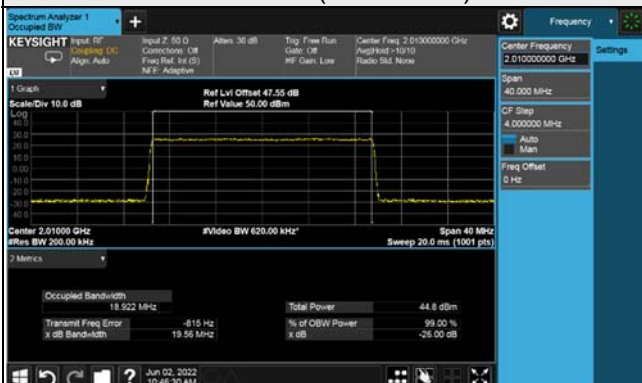 Spectrum Analyzer 1
Occupied BW
+
Frequency
KEYSIGHT
Input: RF
Coupling: DC
Align: Auto
Input Z: 50 Ω
Corrections: Off
Freq Ref: Int (S)
NFE: Adaptive
Atten: 30 dB
Trig: Free Run
Gate: Off
#IF Gain: Low
Center Freq: 2.010000000 GHz
Avg|Hold:>10/10
Radio Std: None
Center Frequency
2.010000000 GHz
Settings
Span
40.000 MHz
CF Step
4.000000 MHz
Auto
Man
Freq Offset
0 Hz
1 Graph
Scale/Div 10.0 dB
Ref Lvl Offset 47.55 dB
Ref Value 50.00 dBm
Log
40.0
30.0
20.0
10.0
0.00
-10.0
-20.0
-30.0
-40.0
Center 2.01000 GHz
#Res BW 200.00 kHz
#Video BW 620.00 kHz*
Span 40 MHz
Sweep 20.0 ms (1001 pts)
2 Metrics
Occupied Bandwidth
18.922 MHz
Total Power 44.8 dBm
Transmit Freq Error -815 Hz
% of OBW Power 99.00 %
x dB Bandwidth 19.56 MHz
x dB -26.00 dB
?
Jun 02, 2022
10:46:30 AM